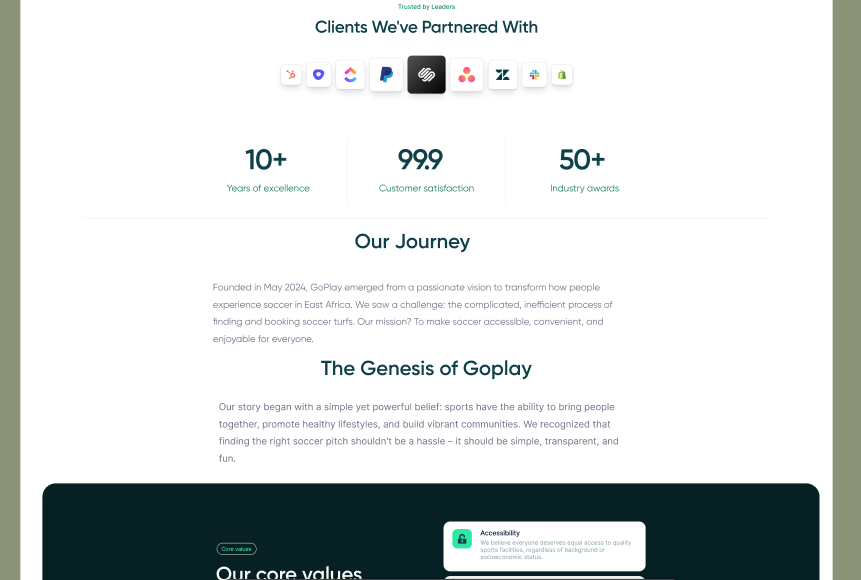 Trusted by Leaders
Clients We've Partnered With
10+
99.9
50+
Years of excellence
Customer satisfaction
Industry awards
Our Journey
Founded in May 2024, GoPlay emerged from a passionate vision to transform how people
experience soccer in East Africa. We saw a challenge: the complicated, inefficient process of
finding and booking soccer turfs. Our mission? To make soccer accessible, convenient, and
enjoyable for everyone.
The Genesis of Goplay
Our story began with a simple yet powerful belief: sports have the ability to bring people
together, promote healthy lifestyles, and build vibrant communities. We recognized that
finding the right soccer pitch shouldn't be a hassle – it should be simple, transparent, and
fun.
Core values
Our core values
Accessibility
We believe everyone deserves equal access to quality
sports facilities, regardless of background or
socioeconomic status.